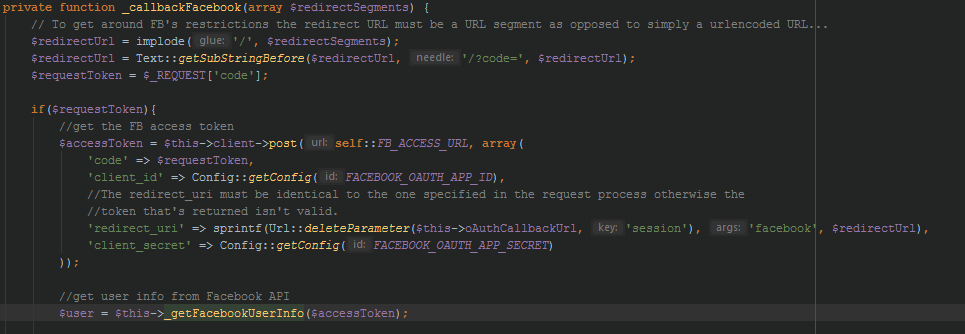 private function _callbackFacebook(array $redirectSegments) {
// To get around FB's restrictions the redirect URL must be a URL segment as opposed to simply a urlencoded URL...
$redirectUrl = implode( glue: '/', $redirectSegments);
$redirectUrl = Text::getSubStringBefore($redirectUrl, needle: '/?code=', $redirectUrl);
$requestToken = $_REQUEST['code'];
if($requestToken){
//get the FB access token
$accessToken = $this->client->post( url: self::FB_ACCESS_URL, array(
'code' => $requestToken,
'client_id' => Config::getConfig( id: FACEBOOK_OAUTH_APP_ID),
//The redirect_uri must be identical to the one specified in the request process otherwise the
//token that's returned isn't valid.
'redirect_uri' => sprintf(Url::deleteParameter($this->oAuthCallbackUrl, key: 'session'), args: 'facebook', $redirectUrl),
'client_secret' => Config::getConfig( id: FACEBOOK_OAUTH_APP_SECRET)
));
//get user info from Facebook API
$user = $this->_getFacebookUserInfo($accessToken);